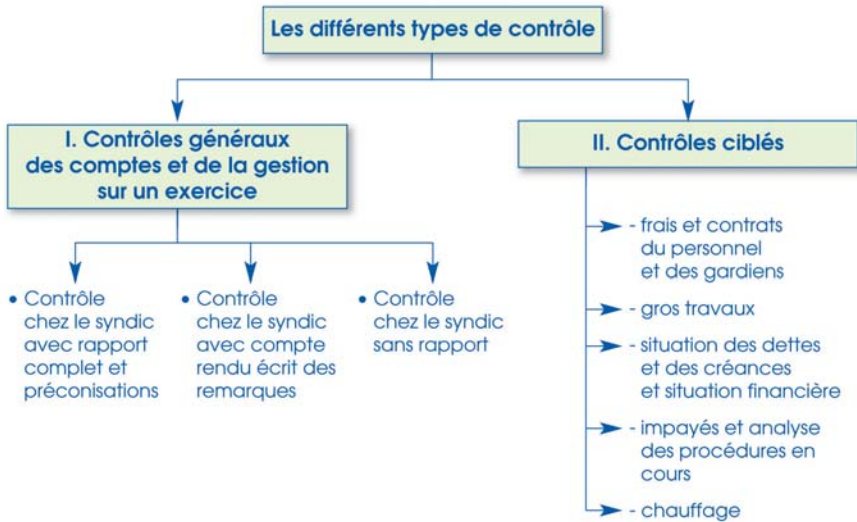 Les différents types de contrôle
I. Contrôles généraux
des comptes et de la gestion
sur un exercice
• Contrôle
chez le syndic
avec rapport
complet et
préconisations
• Contrôle
chez le syndic
avec compte
rendu écrit des
remarques
• Contrôle
chez le syndic
sans rapport
II. Contrôles ciblés
- frais et contrats
du personnel
et des gardiens
- gros travaux
- situation des dettes
et des créances
et situation financière
- impayés et analyse
des procédures en
cours
- chauffage